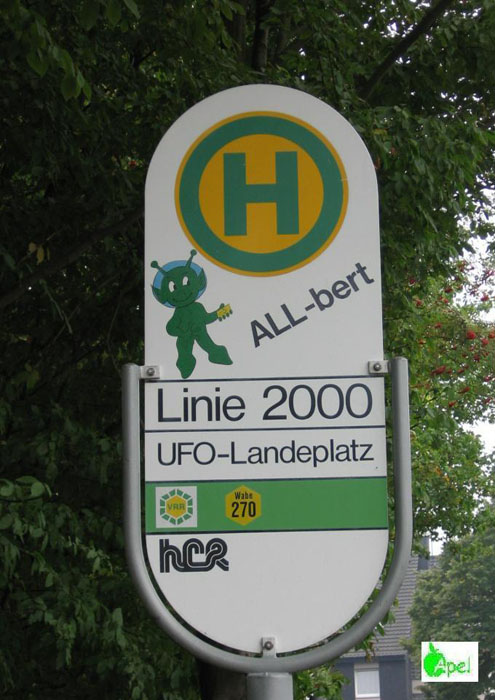 H
ALL-bert
Linie 2000
UFO-Landeplatz
VRR
Wabe
270
hcr
Apel